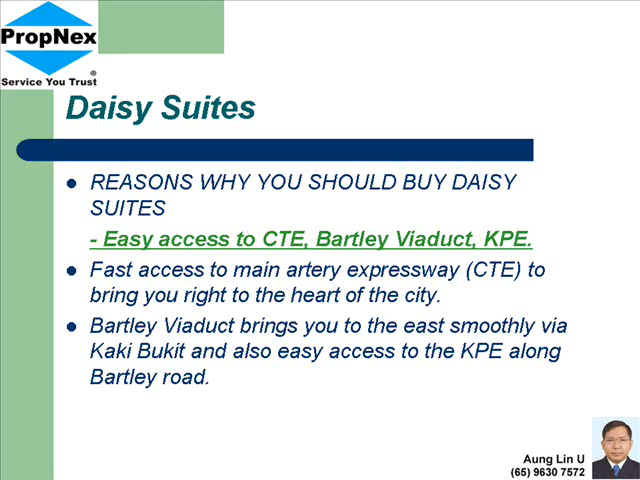 PropNex
®
Service You Trust
Daisy Suites
REASONS WHY YOU SHOULD BUY DAISY
SUITES
- Easy access to CTE, Bartley Viaduct, KPE.
Fast access to main artery expressway (CTE) to
bring you right to the heart of the city.
Bartley Viaduct brings you to the east smoothly via
Kaki Bukit and also easy access to the KPE along
Bartley road.
Aung Lin U
(65) 9630 7572